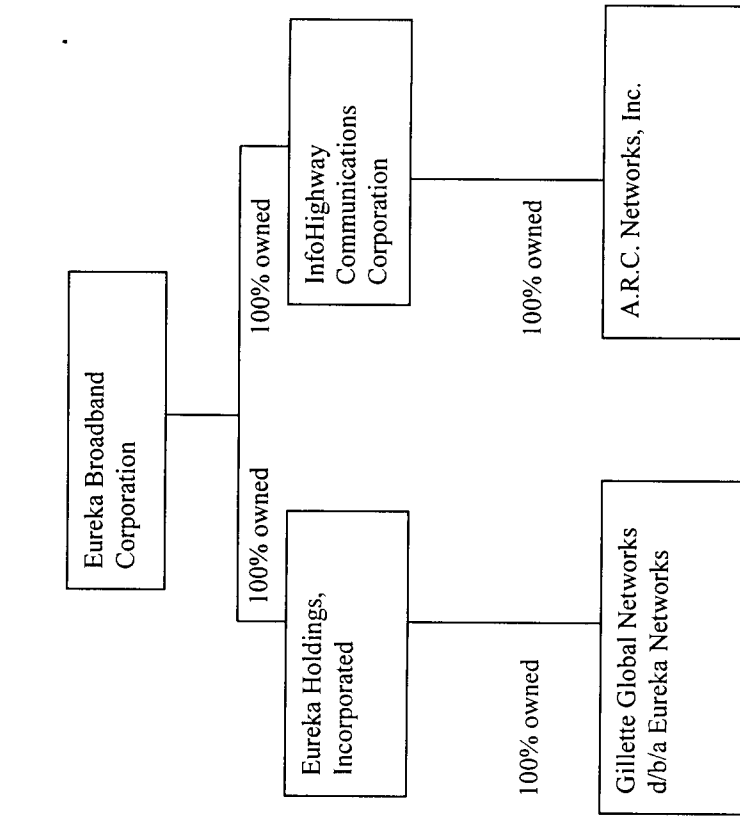 Eureka Broadband
Corporation
100% owned
100% owned
Eureka Holdings,
Incorporated
InfoHighway
Communications
Corporation
100% owned
100% owned
Gillette Global Networks
d/b/a Eureka Networks
A.R.C. Networks, Inc.